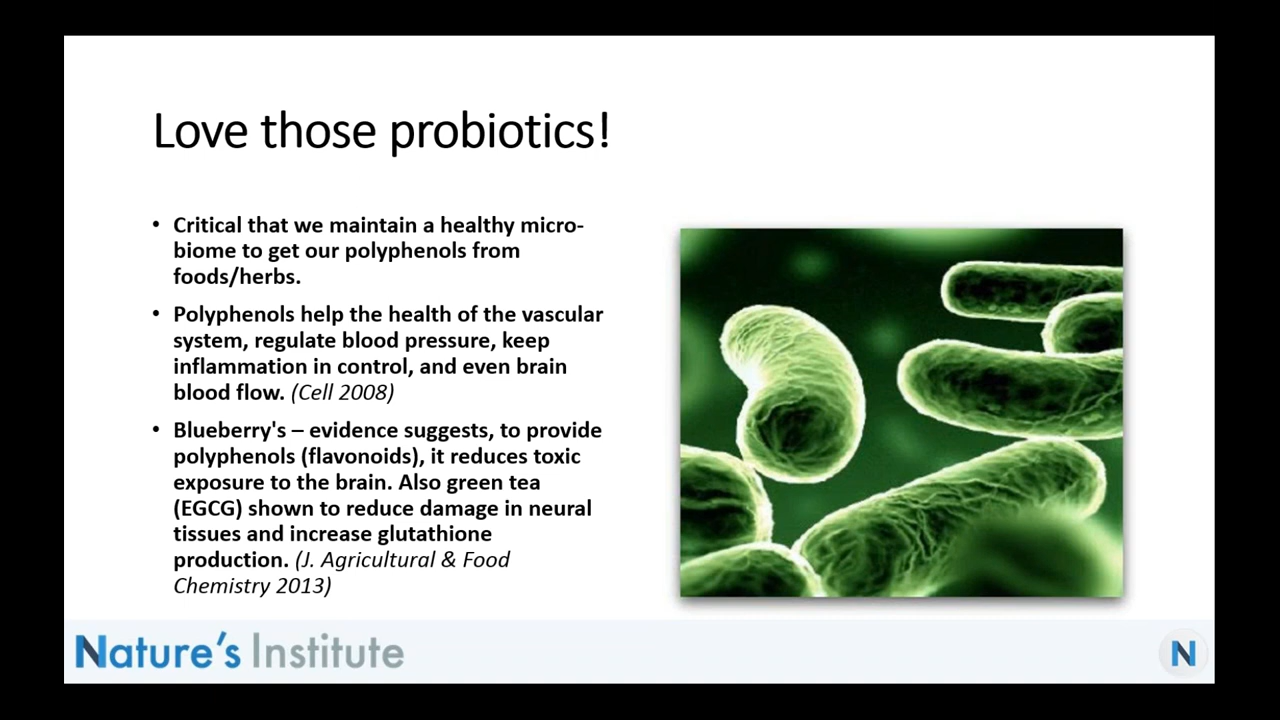 Love those probiotics!
• Critical that we maintain a healthy micro-
biome to get our polyphenols from
foods/herbs.
• Polyphenols help the health of the vascular
system, regulate blood pressure, keep
inflammation in control, and even brain
blood flow. (Cell 2008)
• Blueberry's – evidence suggests, to provide
polyphenols (flavonoids), it reduces toxic
exposure to the brain. Also green tea
(EGCG) shown to reduce damage in neural
tissues and increase glutathione
production. (J. Agricultural & Food
Chemistry 2013)
Nature's Institute
N